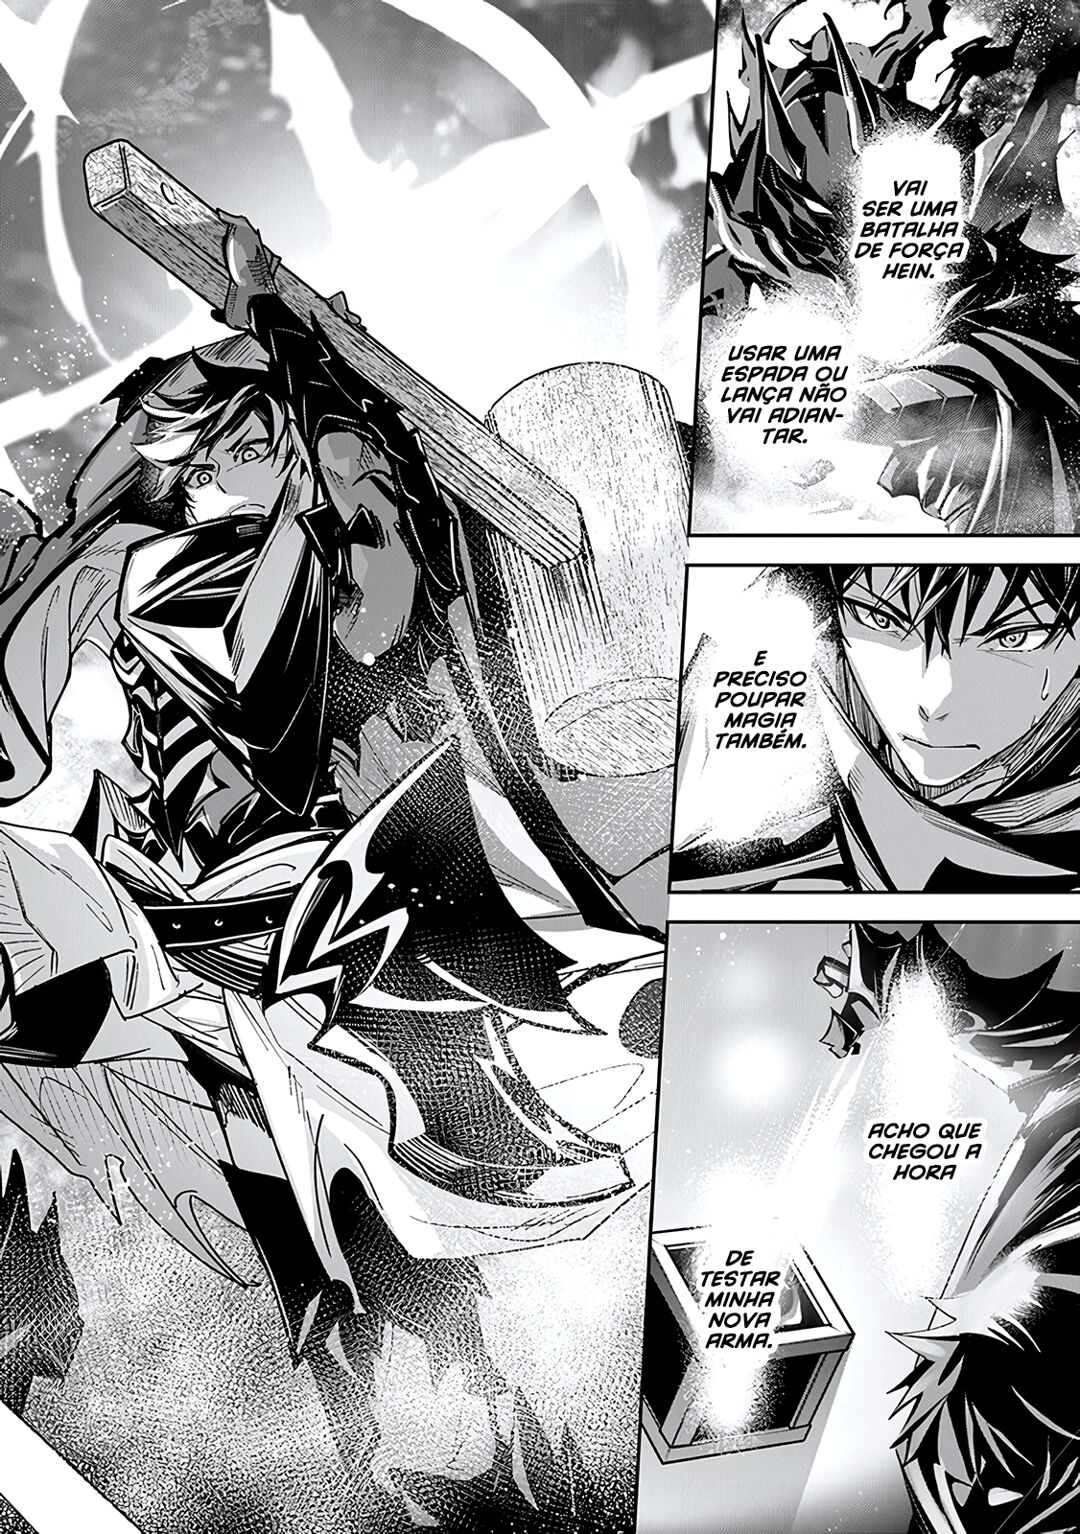 VAI
SER UMA
BATALHA
DE FORÇA
HEIN.
USAR UMA
ESPADA OU
LANÇA NÃO
VAI ADIAN-
TAR.
E
PRECISO
POUPAR
MAGIA
TAMBÉM.
ACHO QUE
CHEGOU A
HORA
DE
TESTAR
MINHA
NOVA
ARMA.